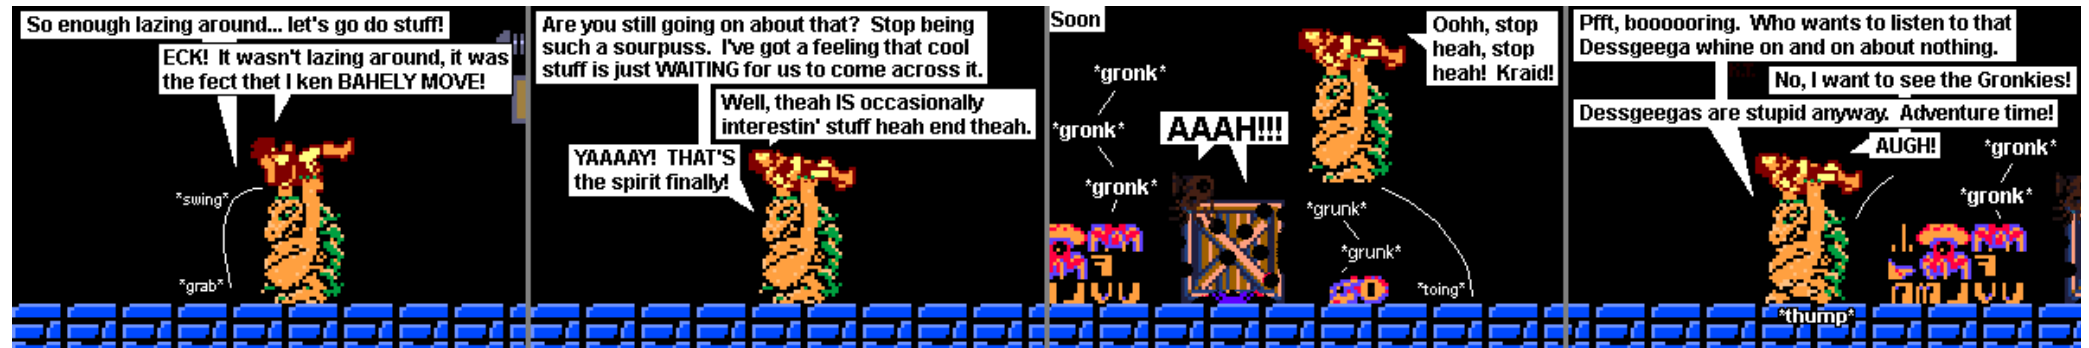 So enough lazing around... let's go do stuff!
ECK! It wasn't lazing around, it was
the fect thet I ken BAHELY MOVE!
*swing*
*grab*
Are you still going on about that? Stop being
such a sourpuss. I've got a feeling that cool
stuff is just WAITING for us to come across it.
Well, theah IS occasionally
interestin' stuff heah end theah.
YAAAAY! THAT'S
the spirit finally!
Soon
*gronk*
*gronk*
*gronk*
AAAH!!!
Oohh, stop
heah, stop
heah! Kraid!
*grunk*
*grunk*
*toing*
Pfft, boooooring. Who wants to listen to that
Dessgeega whine on and on about nothing.
No, I want to see the Gronkies!
Dessgeegas are stupid anyway. Adventure time!
AUGH!
*gronk*
*gronk*
*thump*